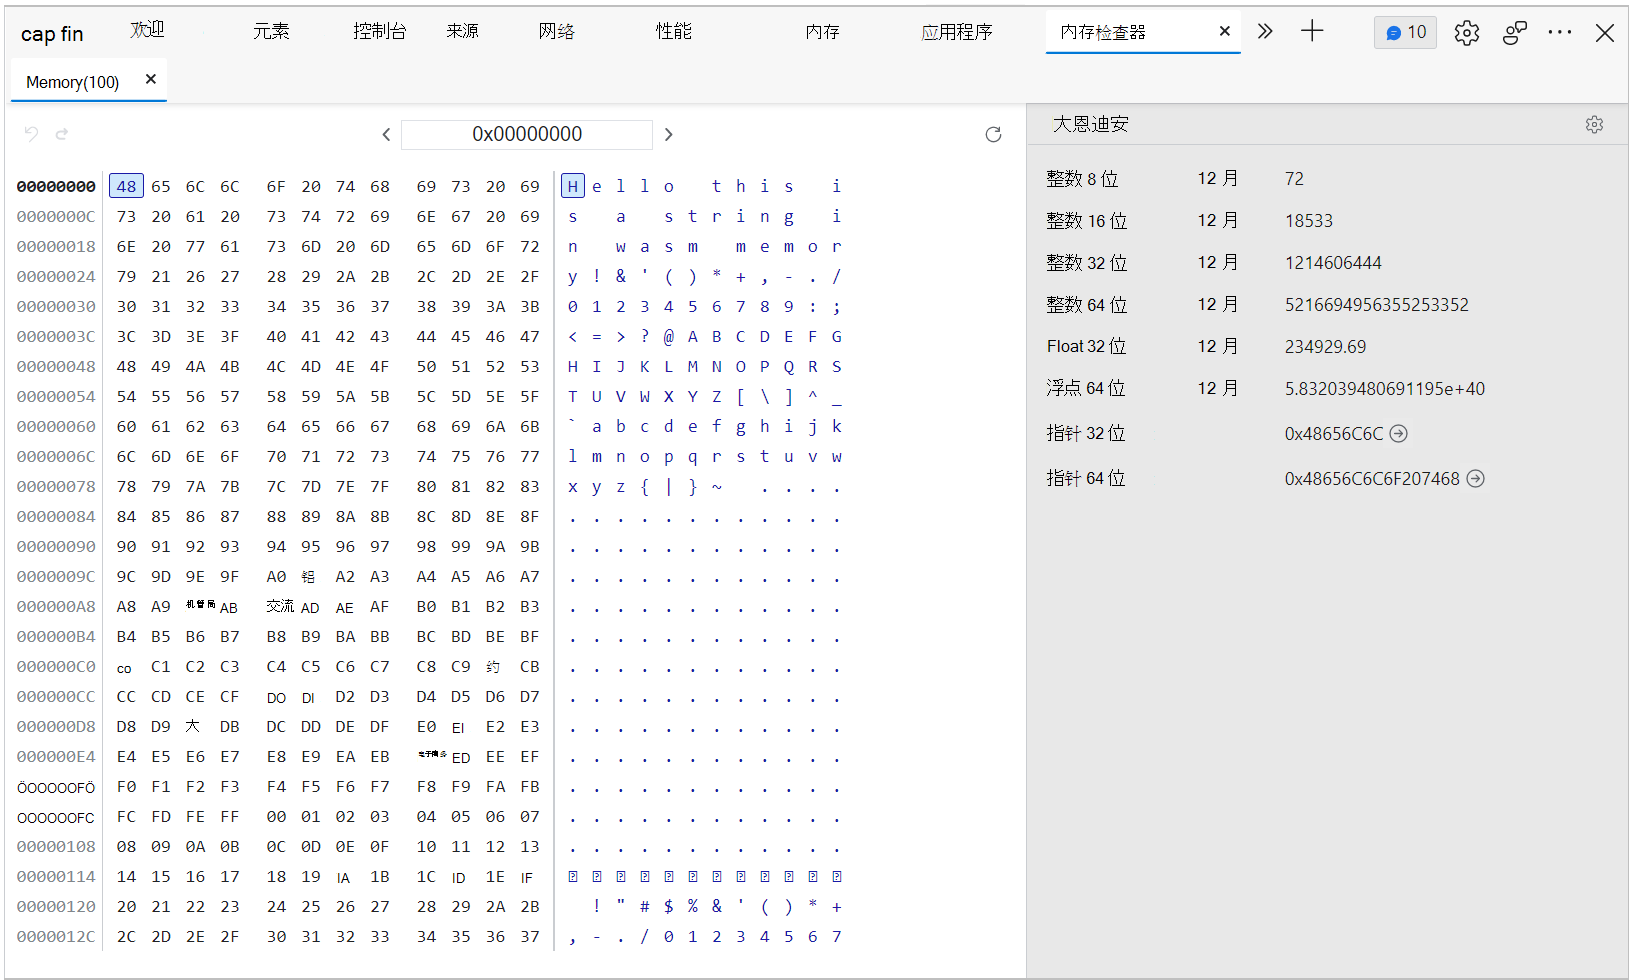 cap fin 欢迎 元素 控制台 来源 网络 性能 内存 应用程序 内存检查器 10
Memory(100)
0x00000000
00000000 48 65 6C 6C 6F 20 74 68 69 73 20 69 H e l l o t h i s i
0000000C 73 20 61 20 73 74 72 69 6E 67 20 69 s a s t r i n g i
00000018 6E 20 77 61 73 6D 20 6D 65 6D 6F 72 n w a s m m e m o r
00000024 79 21 26 27 28 29 2A 2B 2C 2D 2E 2F y ! & ' ( ) * + , - . /
00000030 30 31 32 33 34 35 36 37 38 39 3A 3B 0 1 2 3 4 5 6 7 8 9 : ;
0000003C 3C 3D 3E 3F 40 41 42 43 44 45 46 47 < = > ? @ A B C D E F G
00000048 48 49 4A 4B 4C 4D 4E 4F 50 51 52 53 H I J K L M N O P Q R S
00000054 54 55 56 57 58 59 5A 5B 5C 5D 5E 5F T U V W X Y Z [ \ ] ^ _
00000060 60 61 62 63 64 65 66 67 68 69 6A 6B ` a b c d e f g h i j k
0000006C 6C 6D 6E 6F 70 71 72 73 74 75 76 77 l m n o p q r s t u v w
00000078 78 79 7A 7B 7C 7D 7E 7F 80 81 82 83 x y z { | } ~ . . . .
00000084 84 85 86 87 88 89 8A 8B 8C 8D 8E 8F . . . . . . . . . . . .
00000090 90 91 92 93 94 95 96 97 98 99 9A 9B . . . . . . . . . . . .
0000009C 9C 9D 9E 9F A0 铝 A2 A3 A4 A5 A6 A7 . . . . . . . . . . . .
000000A8 A8 A9 机管局 AB 交流 AD AE AF B0 B1 B2 B3 . . . . . . . . . . . .
000000B4 B4 B5 B6 B7 B8 B9 BA BB BC BD BE BF . . . . . . . . . . . .
000000C0 co C1 C2 C3 C4 C5 C6 C7 C8 C9 约 CB . . . . . . . . . . . .
000000CC CC CD CE CF DO DI D2 D3 D4 D5 D6 D7 . . . . . . . . . . . .
000000D8 D8 D9 大 DB DC DD DE DF E0 EI E2 E3 . . . . . . . . . . . .
000000E4 E4 E5 E6 E7 E8 E9 EA EB 电子商务 ED EE EF . . . . . . . . . . . .
ÖOOOOOFÖ F0 F1 F2 F3 F4 F5 F6 F7 F8 F9 FA FB . . . . . . . . . . . .
OOOOOOFC FC FD FE FF 00 01 02 03 04 05 06 07 . . . . . . . . . . . .
00000108 08 09 0A 0B 0C 0D 0E 0F 10 11 12 13 . . . . . . . . . . . .
00000114 14 15 16 17 18 19 IA 1B 1C ID 1E IF
00000120 20 21 22 23 24 25 26 27 28 29 2A 2B ! " # $ % & ' ( ) * +
0000012C 2C 2D 2E 2F 30 31 32 33 34 35 36 37 , - . / 0 1 2 3 4 5 6 7
大恩迪安
整数 8 位 12 月 72
整数 16 位 12 月 18533
整数 32 位 12 月 1214606444
整数 64 位 12 月 5216694956355253352
Float 32 位 12 月 234929.69
浮点 64 位 12 月 5.832039480691195e+40
指针 32 位 0x48656C6C
指针 64 位 0x48656C6C6F207468